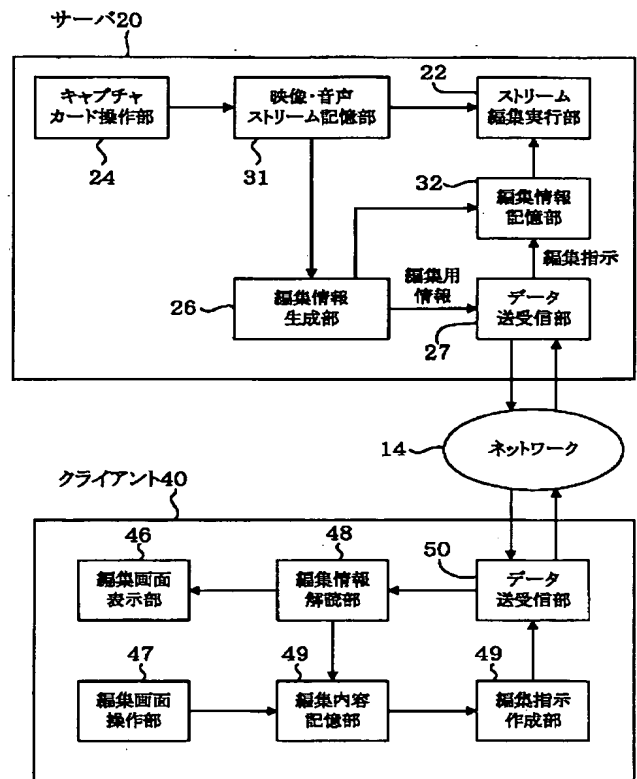 サーバ20
キャプチャ
カード操作部
24
映像・音声
ストリーム記憶部
31
22
ストリーム
編集実行部
32
編集情報
記憶部
編集指示
26
編集情報
生成部
編集用
情報
データ
送受信部
27
14
ネットワーク
クライアント40
46
編集画面
表示部
48
編集情報
解読部
50
データ
送受信部
47
編集画面
操作部
49
編集内容
記憶部
49
編集指示
作成部